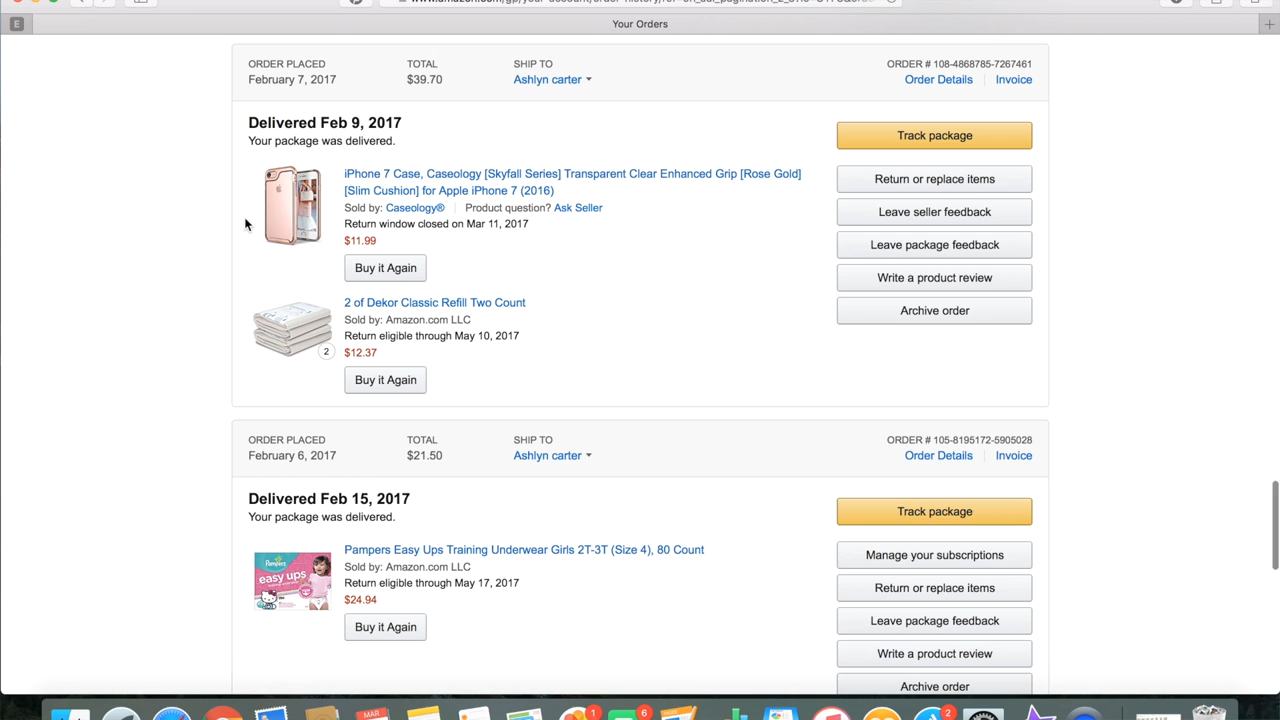 E
Your Orders
ORDER PLACED
TOTAL
SHIP TO
ORDER # 108-4868785-7267461
February 7, 2017
$39.70
Ashlyn carter
Order Details
Invoice
Delivered Feb 9, 2017
Your package was delivered.
Track package
iPhone 7 Case, Caseology [Skyfall Series] Transparent Clear Enhanced Grip [Rose Gold]
[Slim Cushion] for Apple iPhone 7 (2016)
Sold by: Caseology® Product question? Ask Seller
Return window closed on Mar 11, 2017
$11.99
Buy it Again
Return or replace items
Leave seller feedback
Leave package feedback
Write a product review
Archive order
2 of Dekor Classic Refill Two Count
Sold by: Amazon.com LLC
Return eligible through May 10, 2017
2
$12.37
Buy it Again
ORDER PLACED
TOTAL
SHIP TO
ORDER # 105-8195172-5905028
February 6, 2017
$21.50
Ashlyn carter
Order Details
Invoice
Delivered Feb 15, 2017
Your package was delivered.
Track package
Pampers Easy Ups Training Underwear Girls 2T-3T (Size 4), 80 Count
Sold by: Amazon.com LLC
Return eligible through May 17, 2017
$24.94
Buy it Again
Pampers
easy ups
Manage your subscriptions
Return or replace items
Leave package feedback
Write a product review
Archive order
MAR
1
6
2